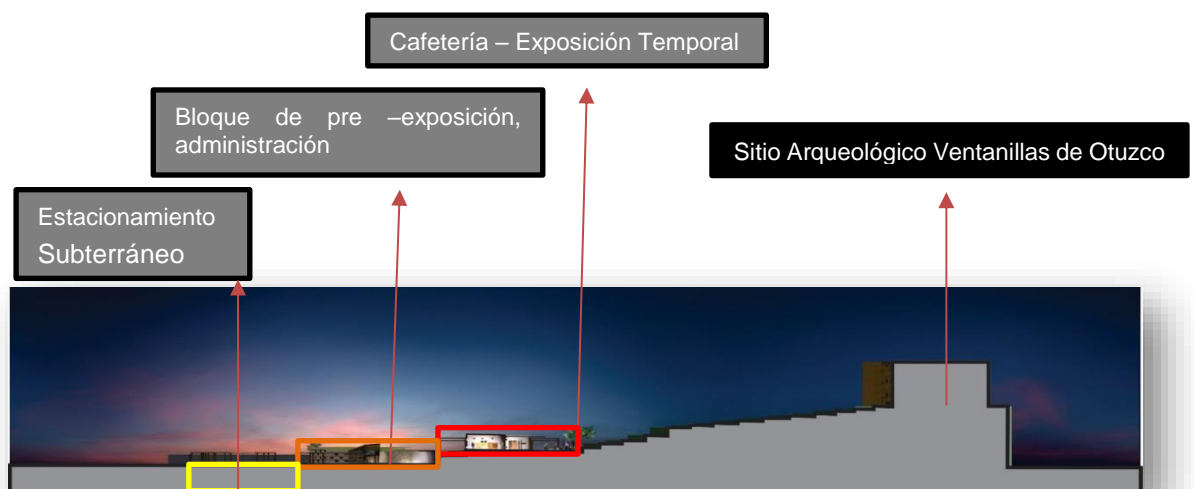 Cafetería – Exposición Temporal
Bloque de pre –exposición,
administración
Sitio Arqueológico Ventanillas de Otuzco
Estacionamiento
Subterráneo